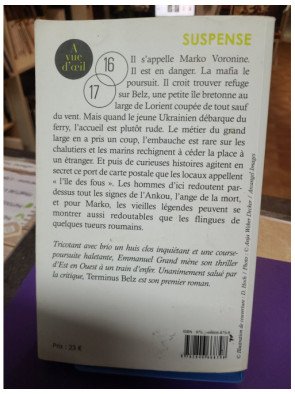 SUSPENSE
A
vue
d'œil
16
17
Il s'appelle Marko Voronine.
Il est en danger. La mafia le
poursuit. Il croit trouver refuge
sur Belz, une petite île bretonne au
large de Lorient coupée de tout sauf
du vent. Mais quand le jeune Ukrainien débarque du
ferry, l'accueil est plutôt rude. Le métier du grand
large en a pris un coup, l'embauche est rare sur les
chalutiers et les marins rechignent à céder la place à
un étranger. Et puis de curieuses histoires agitent en
secret ce port de carte postale que les locaux appellent
« l'île des fous ». Les hommes d'ici redoutent par-
dessus tout les signes de l'Ankou, l'ange de la mort,
et pour Marko, les vieilles légendes peuvent se
montrer aussi redoutables que les flingues de
quelques tueurs roumains.
Tricotant avec brio un huis clos inquiétant et une course-
poursuite haletante, Emmanuel Grand mène son thriller
d'Est en Ouest à un train d'enfer. Unanimement salué par
la critique, Terminus Belz est son premier roman.
Prix : 23 €